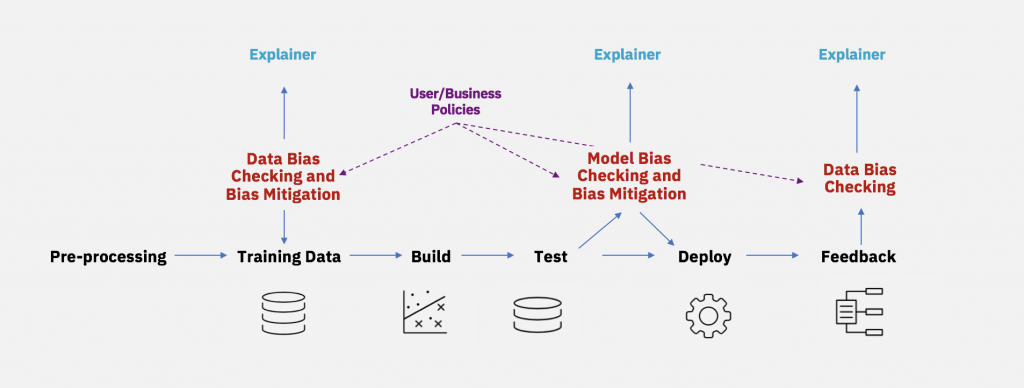 Explainer
Explainer
Explainer
User/Business
Policies
Data Bias
Checking and
Bias Mitigation
Model Bias
Checking and
Bias Mitigation
Data Bias
Checking
Pre-processing
Training Data
Build
Test
Deploy
Feedback